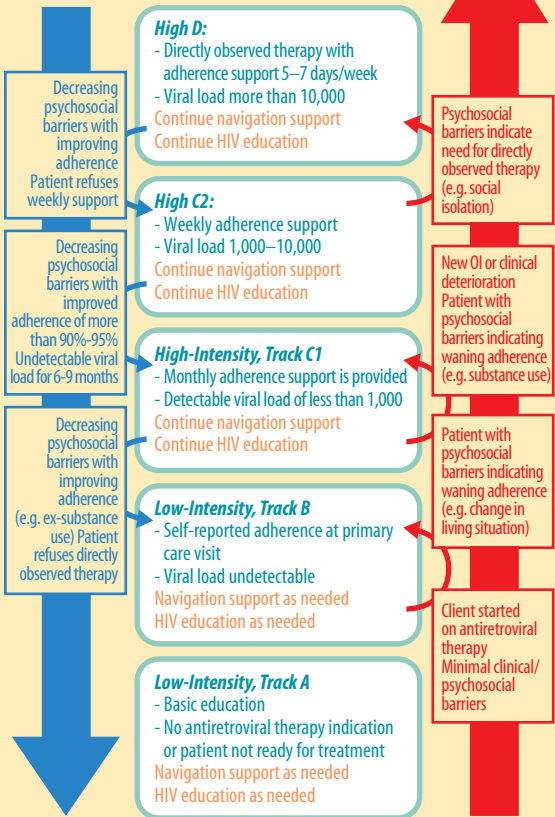 Decreasing
psychosocial
barriers with
improving
adherence
Patient refuses
weekly support
Decreasing
psychosocial
barriers with
improved
adherence of more
than 90%-95%
Undetectable viral
load for 6-9 months
Decreasing
psychosocial
barriers with
improving
adherence
(e.g. ex-substance
use) Patient
refuses directly
observed therapy
High D:
- Directly observed therapy with
adherence support 5–7 days/week
- Viral load more than 10,000
Continue navigation support
Continue HIV education
High C2:
- Weekly adherence support
- Viral load 1,000–10,000
Continue navigation support
Continue HIV education
High-Intensity, Track C1
- Monthly adherence support is provided
- Detectable viral load of less than 1,000
Continue navigation support
Continue HIV education
Low-Intensity, Track B
- Self-reported adherence at primary
care visit
- Viral load undetectable
Navigation support as needed
HIV education as needed
Low-Intensity, Track A
- Basic education
- No antiretroviral therapy indication
or patient not ready for treatment
Navigation support as needed
HIV education as needed
Psychosocial
barriers indicate
need for directly
observed therapy
(e.g. social
isolation)
New OI or clinical
deterioration
Patient with
psychosocial
barriers indicating
waning adherence
(e.g. substance use)
Patient with
psychosocial
barriers indicating
waning adherence
(e.g. change in
living situation)
Client started
on antiretroviral
therapy
Minimal clinical/
psychosocial
barriers